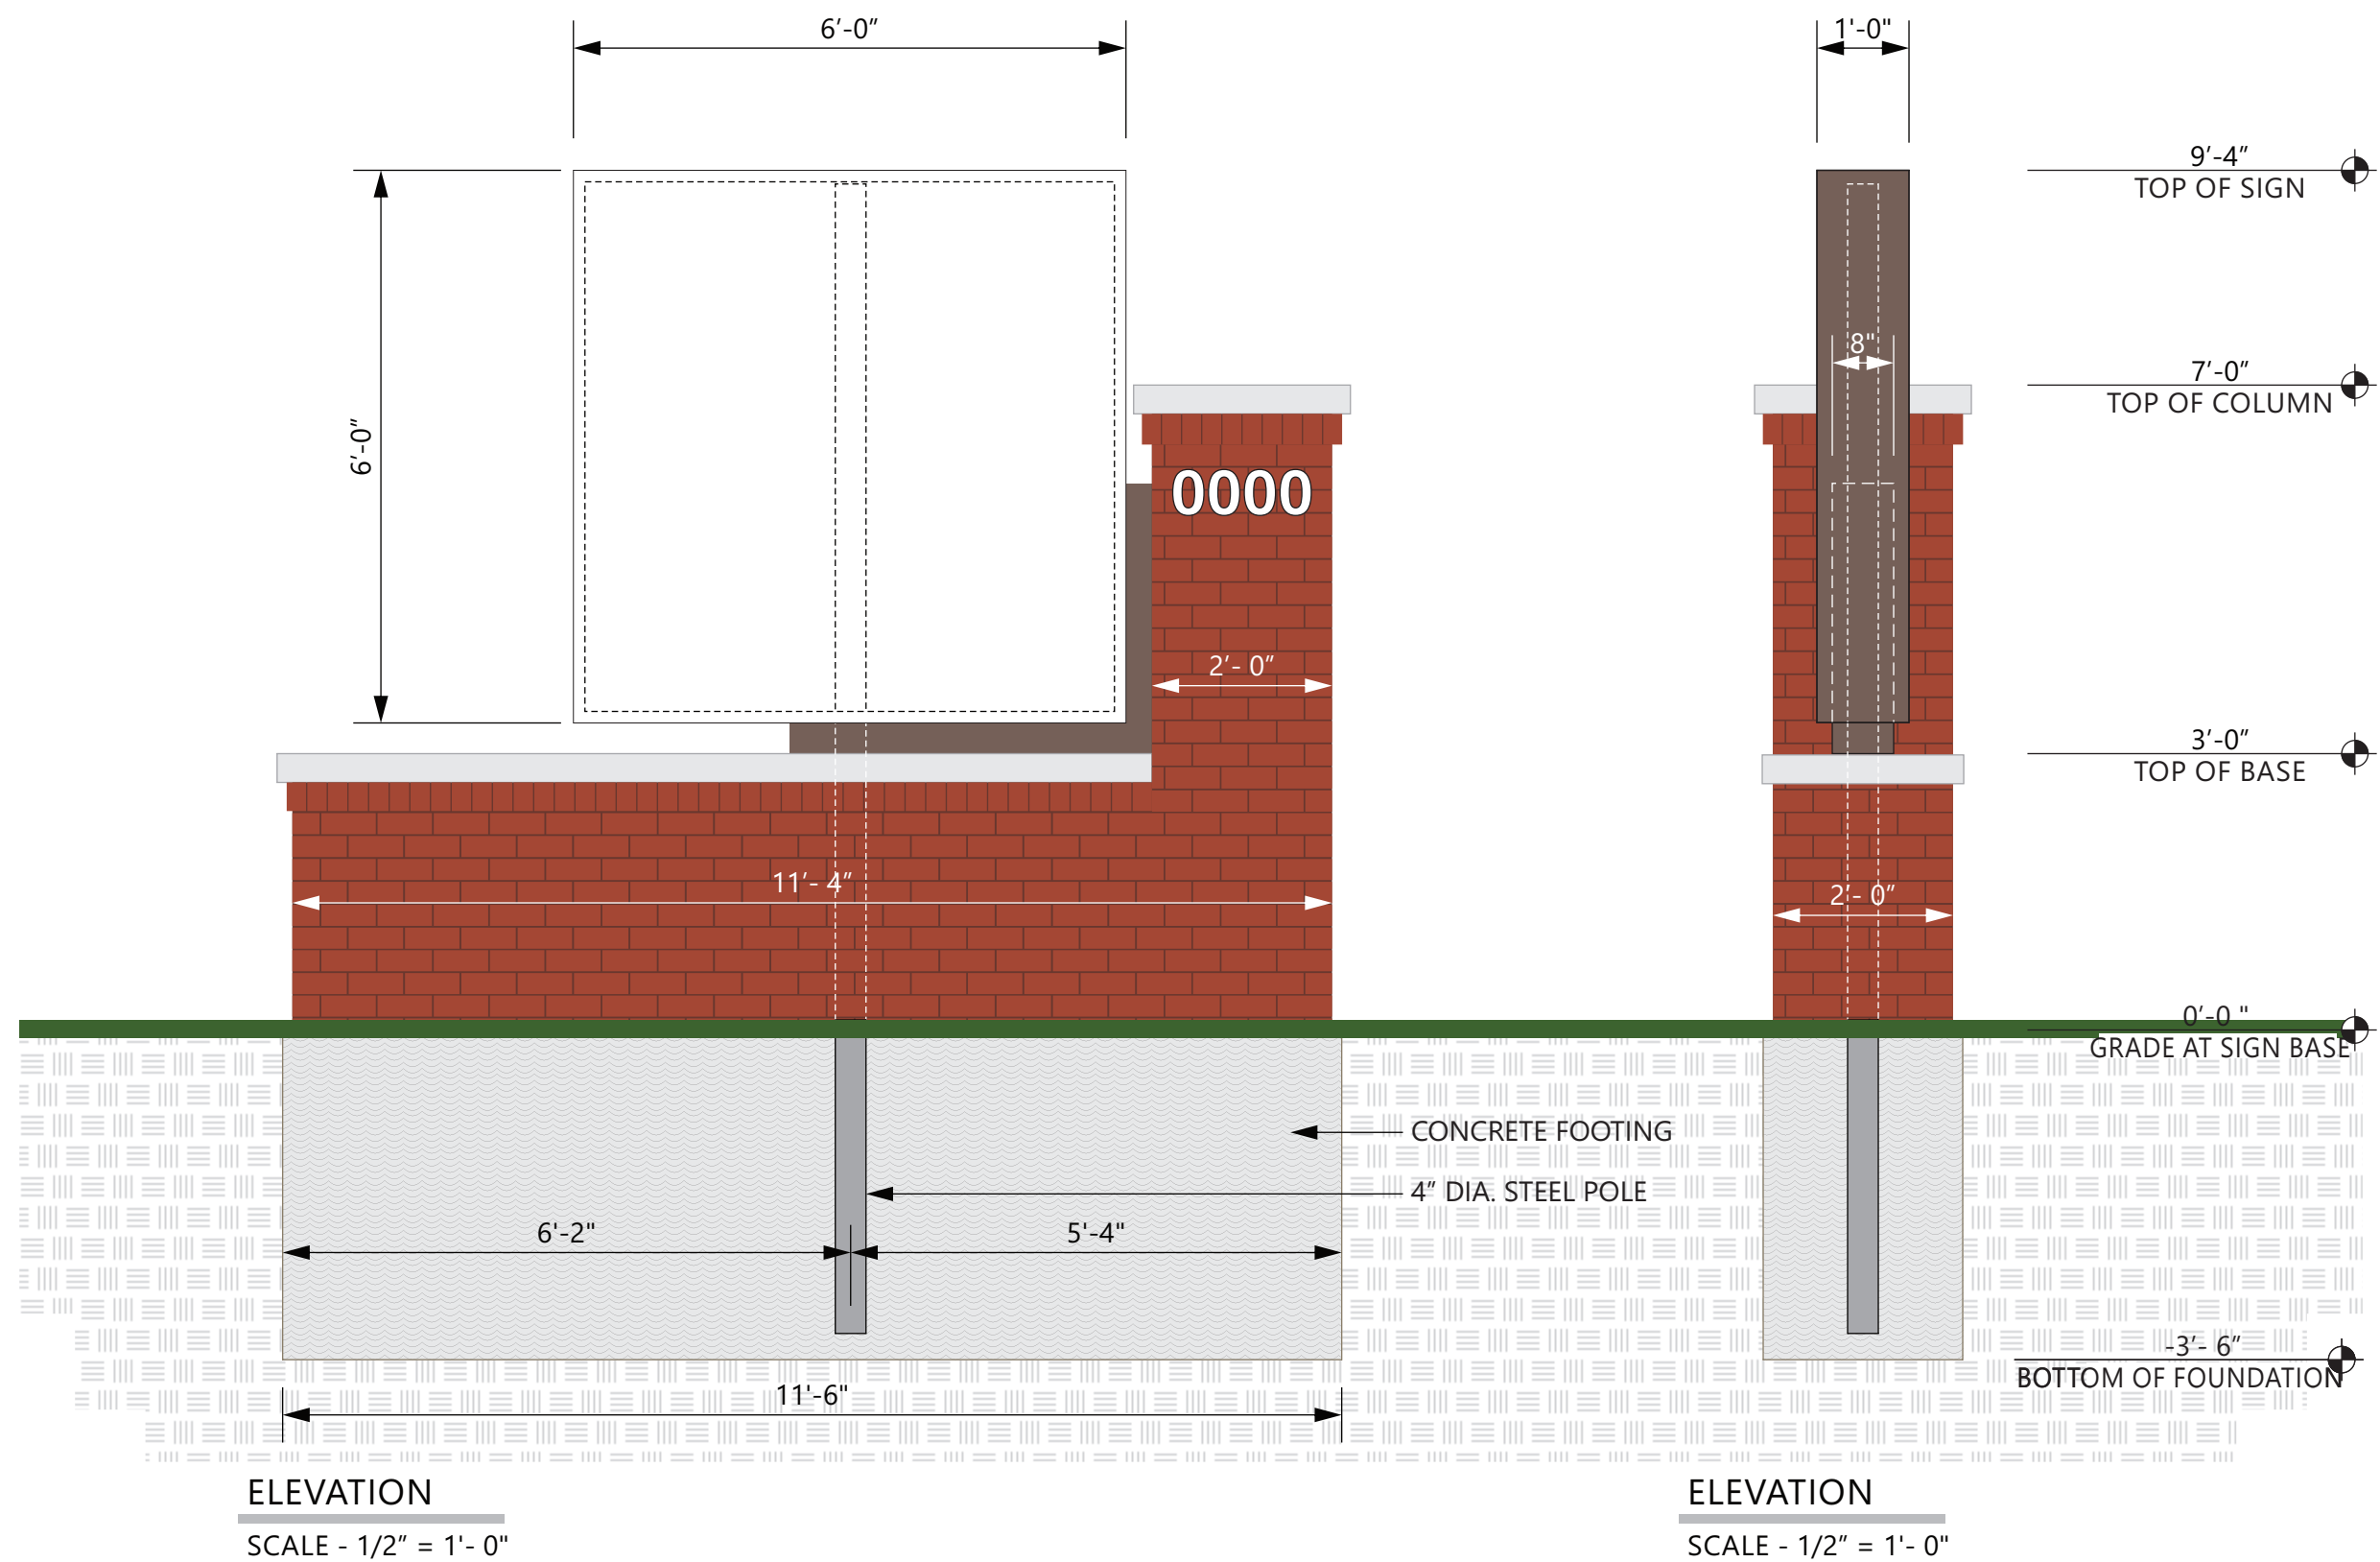 6’-0”
1'-0"
9’-4”
TOP OF SIGN
8"
7’-0”
TOP OF COLUMN
6’-0”
0000
2’- 0”
3’-0”
TOP OF BASE
11’- 4”
2’- 0”
0’-0 "
GRADE AT SIGN BASE
CONCRETE FOOTING
4” DIA. STEEL POLE
6'-2"
5'-4"
-3’- 6”
BOTTOM OF FOUNDATION
11'-6"
ELEVATION
SCALE - 1/2” = 1'- 0"
ELEVATION
SCALE - 1/2” = 1'- 0"